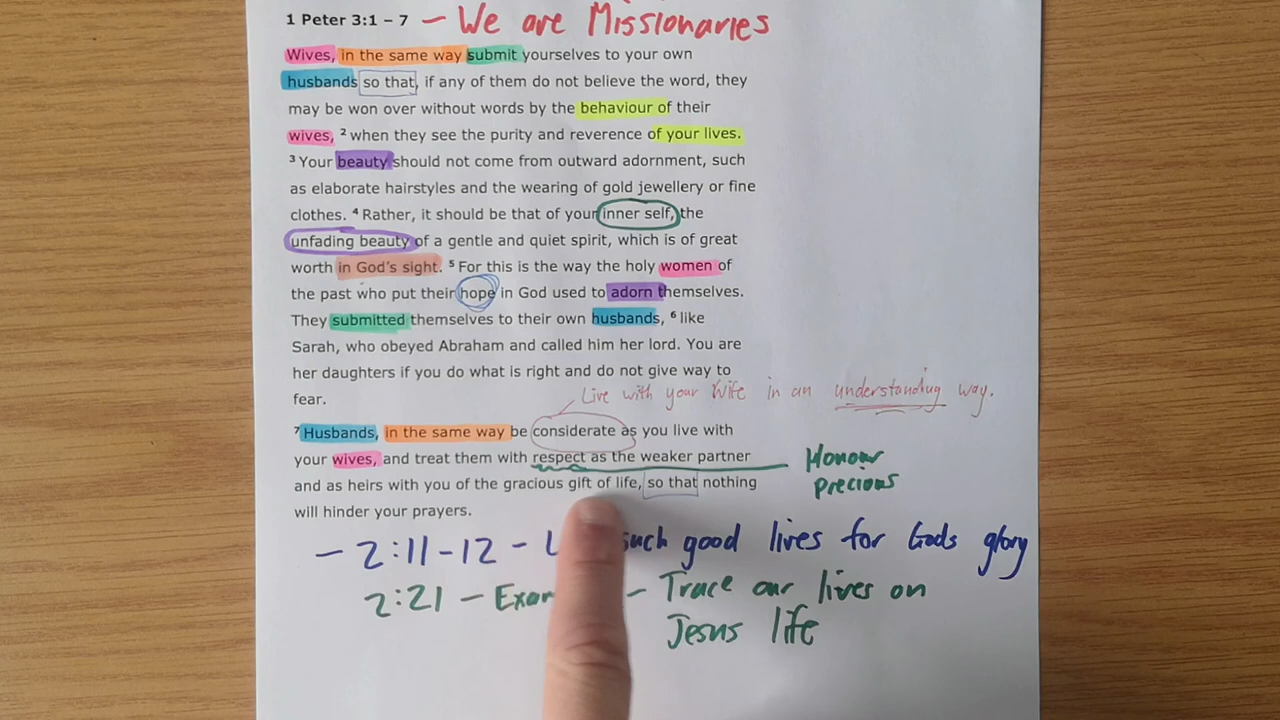 1 Peter 3:1 – 7 – We are Missionaries
Wives, in the same way submit yourselves to your own
husbands so that, if any of them do not believe the word, they
may be won over without words by the behaviour of their
wives, 2 when they see the purity and reverence of your lives.
3 Your beauty should not come from outward adornment, such
as elaborate hairstyles and the wearing of gold jewellery or fine
clothes. 4 Rather, it should be that of your inner self, the
unfading beauty of a gentle and quiet spirit, which is of great
worth in God's sight. 5 For this is the way the holy women of
the past who put their hope in God used to adorn themselves.
They submitted themselves to their own husbands, 6 like
Sarah, who obeyed Abraham and called him her lord. You are
her daughters if you do what is right and do not give way to
fear.
Live with your wife in an understanding way.
7 Husbands, in the same way be considerate as you live with
your wives, and treat them with respect as the weaker partner
and as heirs with you of the gracious gift of life, so that nothing
will hinder your prayers.
Honour
Precious
– 2:11-12 – such good lives for Gods glory
2:21 – – Trace our lives on
Jesus life